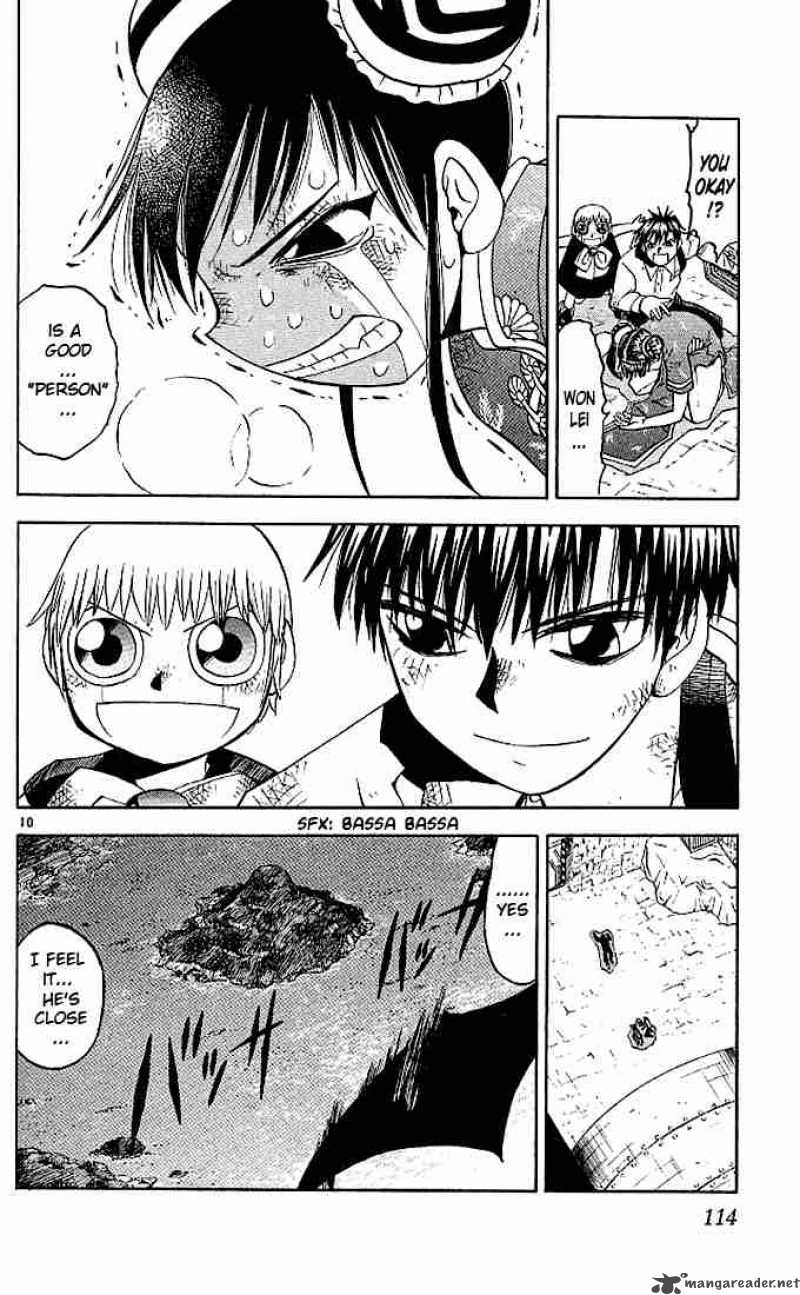 YOU
OKAY
!?
WON
LEI
...
IS A
GOOD
...
"PERSON"
...
10
SFX: BASSA BASSA
......
YES
...
バッ
バッ
I FEEL
IT...
HE'S
CLOSE
...
114
mangareader.net